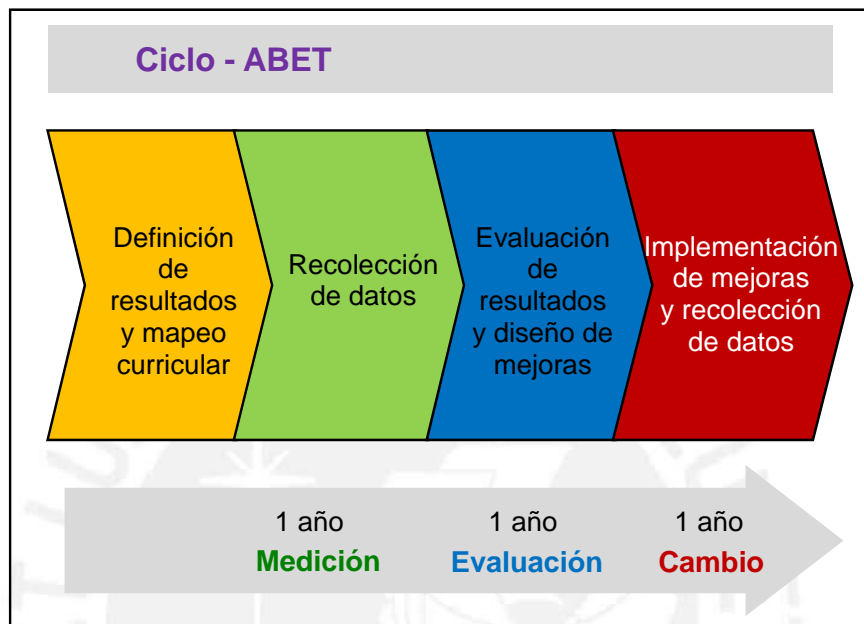 Ciclo - ABET
Definición
de
resultados
y mapeo
curricular
Recolección
de datos
Evaluación
de
resultados
y diseño de
mejoras
Implementación
de mejoras
y recolección
de datos
1 año
Medición
1 año
Evaluación
1 año
Cambio